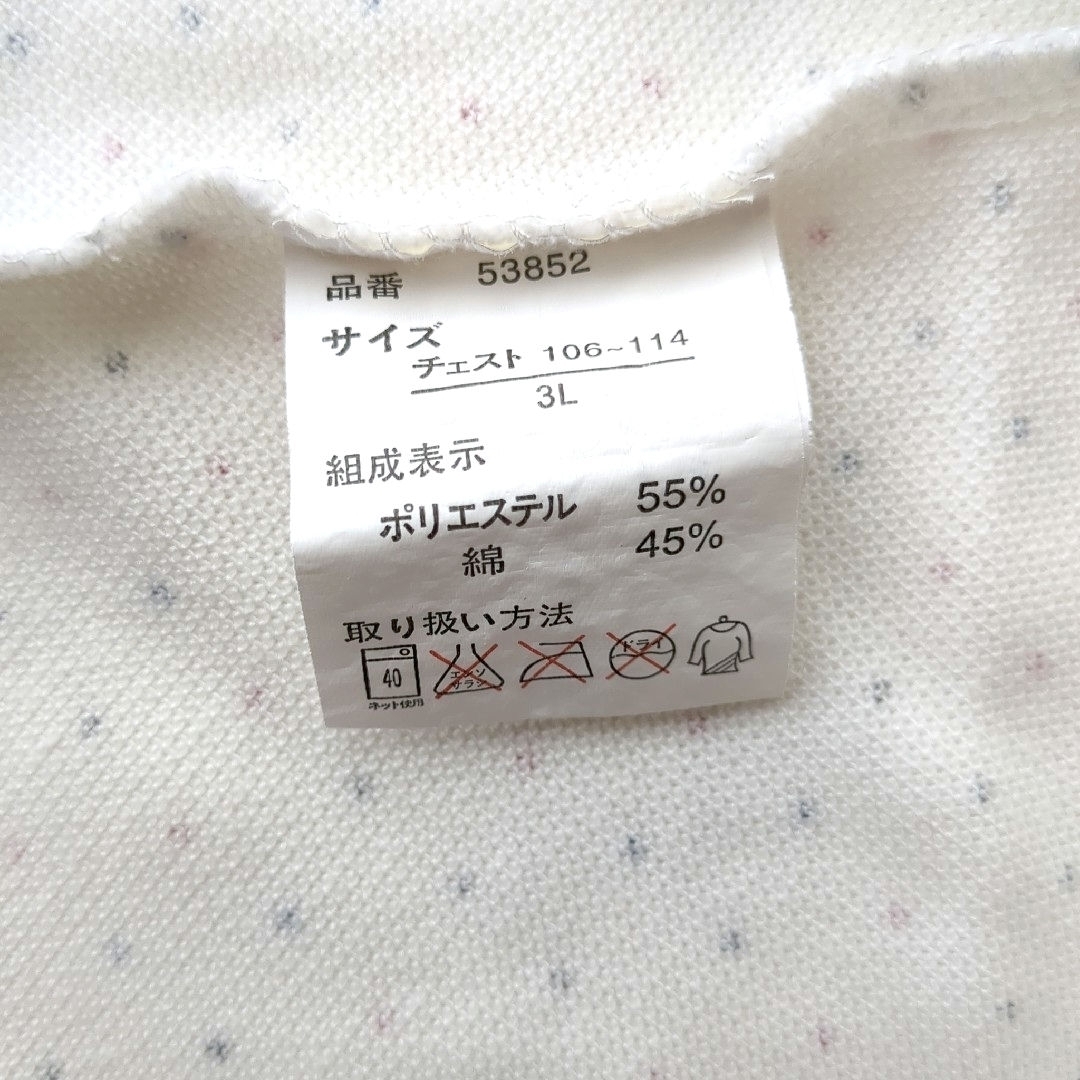 品番 53852
サイズ
チェスト 106~114
3L
組成表示
ポリエステル 55%
綿 45%
取り扱い方法
40 エンソ ドライ
サラシ
ネット使用